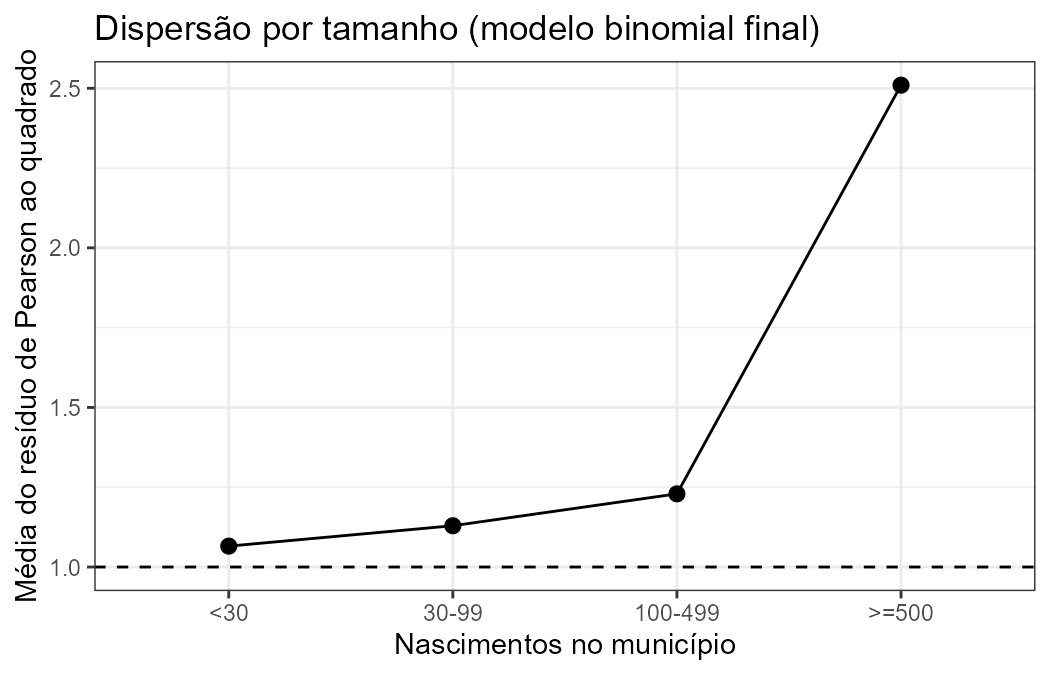 Dispersão por tamanho (modelo binomial final)
Média do resíduo de Pearson ao quadrado
2.5
2.0
1.5
1.0
<30
30-99
100-499
>=500
Nascimentos no município